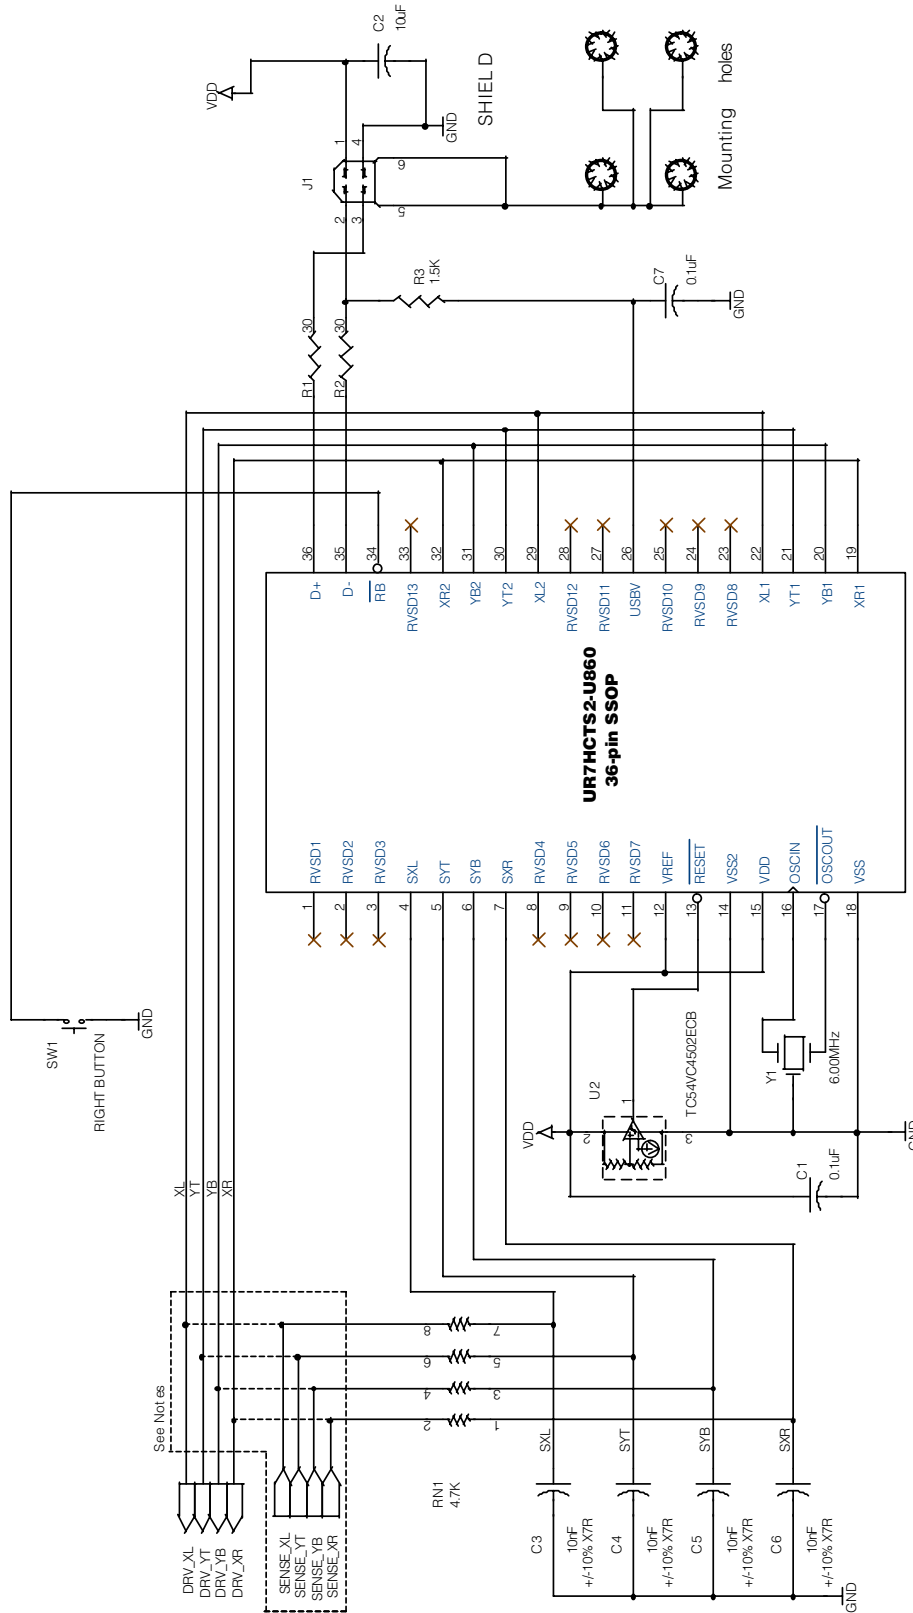 DRV_XL
DRV_YT
DRV_YB
DRV_XR
SENSE_XL
SENSE_YT
SENSE_YB
SENSE_XR
See Notes
XL
YT
YB
XR
RN1
4.7K
8
7
6
5
4
3
2
1
SXL
SYT
SYB
SXR
C3
10nF
+/-10% X7R
C4
10nF
+/-10% X7R
C5
10nF
+/-10% X7R
C6
10nF
+/-10% X7R
GND
SW1
RIGHT BUTTON
GND
VDD
U2
2
1
3
TC54VC4502ECB
C1
0.1uF
GND
Y1
6.00MHz
UR7HCTS2-U860
36-pin SSOP
1 RVSD1
2 RVSD2
3 RVSD3
4 SXL
5 SYT
6 SYB
7 SXR
8 RVSD4
9 RVSD5
10 RVSD6
11 RVSD7
12 VREF
13 RESET
14 VSS2
15 VDD
16 OSCIN
17 OSCOUT
18 VSS
D+ 36
D- 35
RB 34
RVSD13 33
XR2 32
YB2 31
YT2 30
XL2 29
RVSD12 28
RVSD11 27
USBV 26
RVSD10 25
RVSD9 24
RVSD8 23
XL1 22
YT1 21
YB1 20
XR1 19
R1
30
R2
30
R3
1.5K
C7
0.1uF
GND
J1
2
3
1
4
5
6
VDD
C2
10uF
GND
SHIELD
Mounting holes